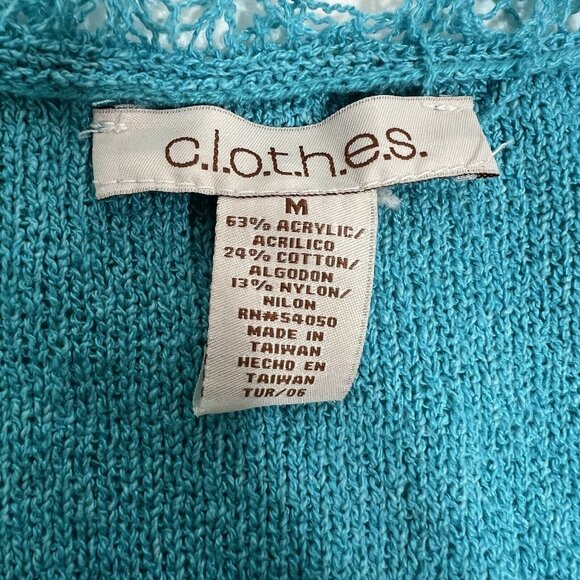 c.l.o.t.h.e.s.
M
63% ACRYLIC/
ACRILICO
24% COTTON/
ALGODON
13% NYLON/
NILON
RN#54050
MADE IN
TAIWAN
HECHO EN
TAIWAN
TUR/06